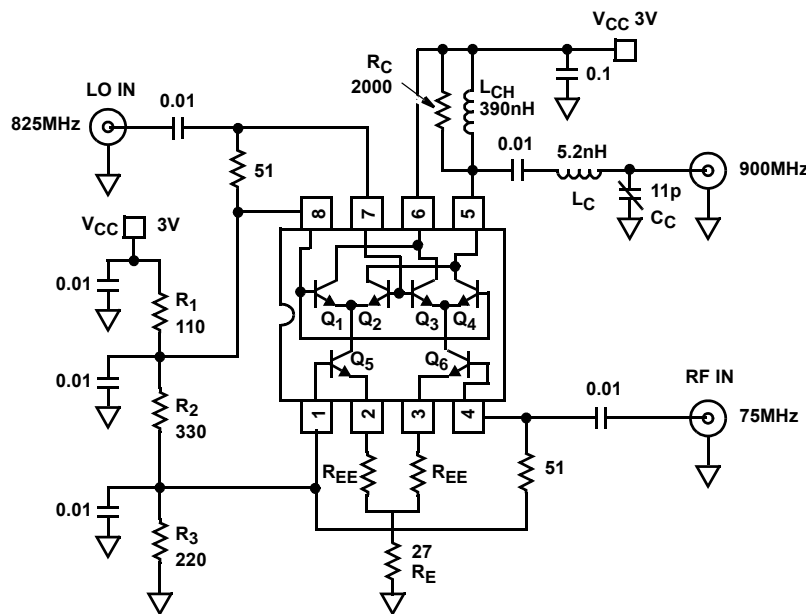 VCC 3V
RC
2000
LCH
390nH
0.1
LO IN
0.01
825MHz
51
0.01
5.2nH
LC
11p
CC
900MHz
VCC 3V
8
7
6
5
0.01
R1
110
Q1
Q2
Q3
Q4
Q5
Q6
0.01
R2
330
1
2
3
4
0.01
RF IN
75MHz
REE
REE
51
0.01
R3
220
27
RE